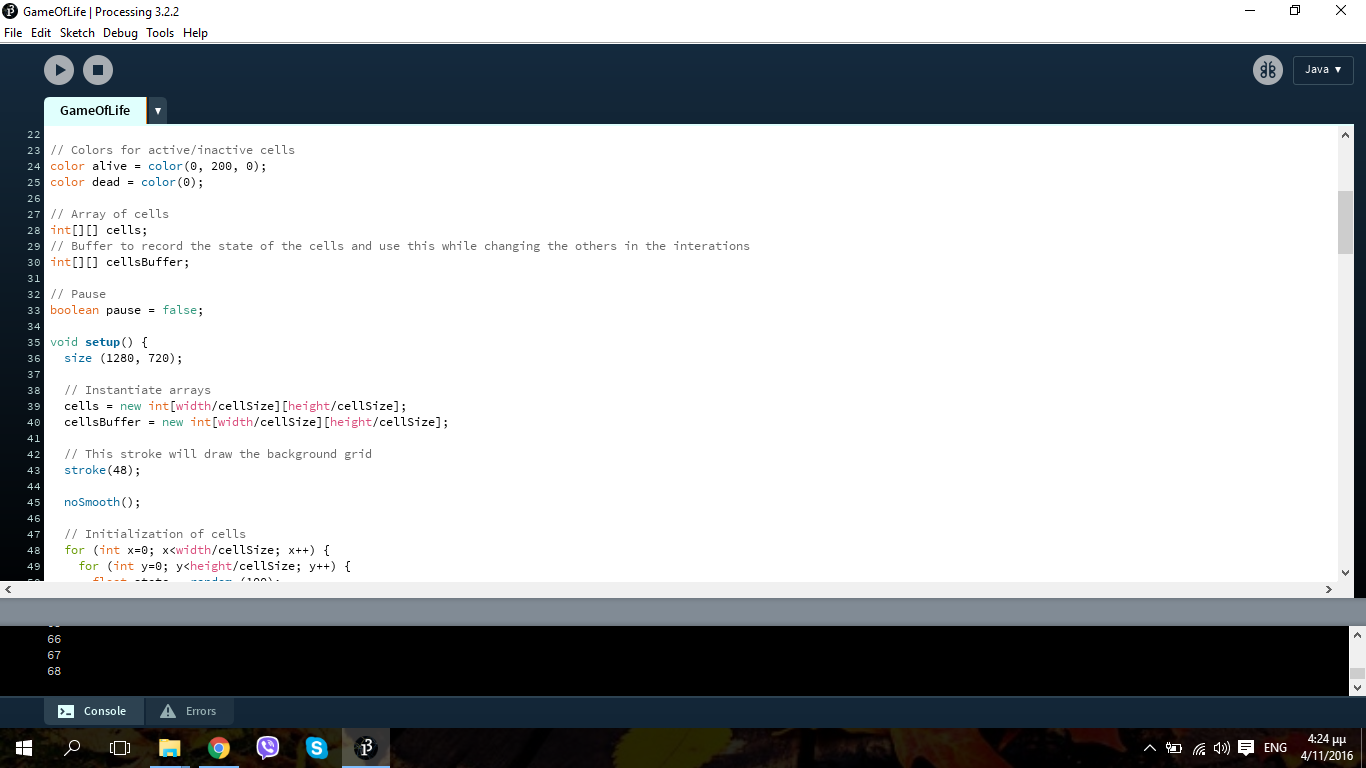 GameOfLife | Processing 3.2.2
File Edit Sketch Debug Tools Help
Java ▼
GameOfLife ▼
22
23 // Colors for active/inactive cells
24 color alive = color(0, 200, 0);
25 color dead = color(0);
26
27 // Array of cells
28 int[][] cells;
29 // Buffer to record the state of the cells and use this while changing the others in the interations
30 int[][] cellsBuffer;
31
32 // Pause
33 boolean pause = false;
34
35 void setup() {
36   size (1280, 720);
37
38   // Instantiate arrays
39   cells = new int[width/cellSize][height/cellSize];
40   cellsBuffer = new int[width/cellSize][height/cellSize];
41
42   // This stroke will draw the background grid
43   stroke(48);
44
45   noSmooth();
46
47   // Initialization of cells
48   for (int x=0; x<width/cellSize; x++) {
49     for (int y=0; y<height/cellSize; y++) {
66
67
68
Console Errors
ENG 4:24 μμ
4/11/2016